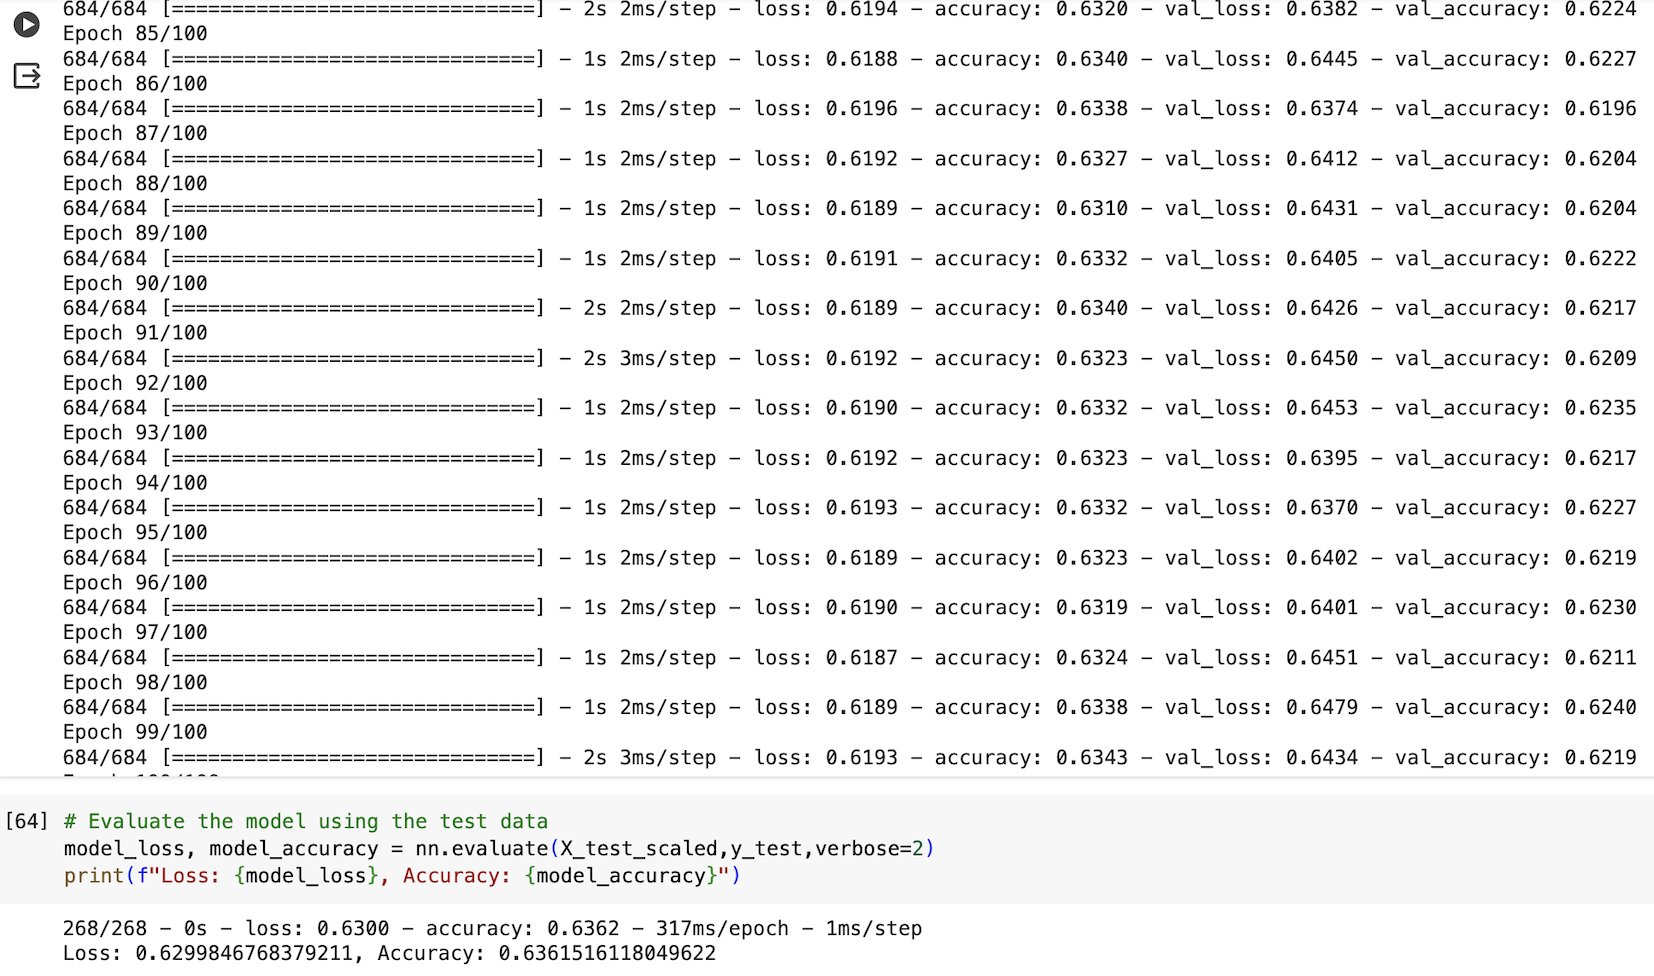 684/684 [==============================] - 2s 2ms/step - loss: 0.6194 - accuracy: 0.6320 - val_loss: 0.6382 - val_accuracy: 0.6224
Epoch 85/100
684/684 [==============================] - 1s 2ms/step - loss: 0.6188 - accuracy: 0.6340 - val_loss: 0.6445 - val_accuracy: 0.6227
Epoch 86/100
684/684 [==============================] - 1s 2ms/step - loss: 0.6196 - accuracy: 0.6338 - val_loss: 0.6374 - val_accuracy: 0.6196
Epoch 87/100
684/684 [==============================] - 1s 2ms/step - loss: 0.6192 - accuracy: 0.6327 - val_loss: 0.6412 - val_accuracy: 0.6204
Epoch 88/100
684/684 [==============================] - 1s 2ms/step - loss: 0.6189 - accuracy: 0.6310 - val_loss: 0.6431 - val_accuracy: 0.6204
Epoch 89/100
684/684 [==============================] - 1s 2ms/step - loss: 0.6191 - accuracy: 0.6332 - val_loss: 0.6405 - val_accuracy: 0.6222
Epoch 90/100
684/684 [==============================] - 2s 2ms/step - loss: 0.6189 - accuracy: 0.6340 - val_loss: 0.6426 - val_accuracy: 0.6217
Epoch 91/100
684/684 [==============================] - 2s 3ms/step - loss: 0.6192 - accuracy: 0.6323 - val_loss: 0.6450 - val_accuracy: 0.6209
Epoch 92/100
684/684 [==============================] - 1s 2ms/step - loss: 0.6190 - accuracy: 0.6332 - val_loss: 0.6453 - val_accuracy: 0.6235
Epoch 93/100
684/684 [==============================] - 1s 2ms/step - loss: 0.6192 - accuracy: 0.6323 - val_loss: 0.6395 - val_accuracy: 0.6217
Epoch 94/100
684/684 [==============================] - 1s 2ms/step - loss: 0.6193 - accuracy: 0.6332 - val_loss: 0.6370 - val_accuracy: 0.6227
Epoch 95/100
684/684 [==============================] - 1s 2ms/step - loss: 0.6189 - accuracy: 0.6323 - val_loss: 0.6402 - val_accuracy: 0.6219
Epoch 96/100
684/684 [==============================] - 1s 2ms/step - loss: 0.6190 - accuracy: 0.6319 - val_loss: 0.6401 - val_accuracy: 0.6230
Epoch 97/100
684/684 [==============================] - 1s 2ms/step - loss: 0.6187 - accuracy: 0.6324 - val_loss: 0.6451 - val_accuracy: 0.6211
Epoch 98/100
684/684 [==============================] - 1s 2ms/step - loss: 0.6189 - accuracy: 0.6338 - val_loss: 0.6479 - val_accuracy: 0.6240
Epoch 99/100
684/684 [==============================] - 2s 3ms/step - loss: 0.6193 - accuracy: 0.6343 - val_loss: 0.6434 - val_accuracy: 0.6219
[64] # Evaluate the model using the test data
model_loss, model_accuracy = nn.evaluate(X_test_scaled,y_test,verbose=2)
print(f"Loss: {model_loss}, Accuracy: {model_accuracy}")
268/268 - 0s - loss: 0.6300 - accuracy: 0.6362 - 317ms/epoch - 1ms/step
Loss: 0.6299846768379211, Accuracy: 0.6361516118049622